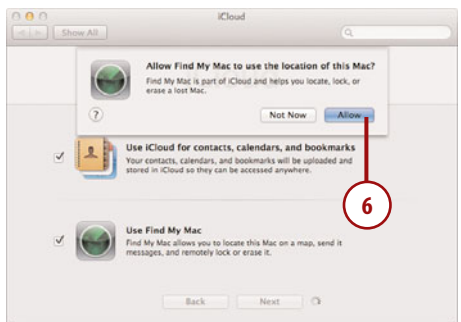 iCloud
Show All
Allow Find My Mac to use the location of this Mac?
Find My Mac is part of iCloud and helps you locate, lock, or
erase a lost Mac.
?
Not Now
Allow
Use iCloud for contacts, calendars, and bookmarks
Your contacts, calendars, and bookmarks will be uploaded and
stored in iCloud so they can be accessed anywhere.
6
Use Find My Mac
Find My Mac allows you to locate this Mac on a map, send it
messages, and remotely lock or erase it.
Back
Next